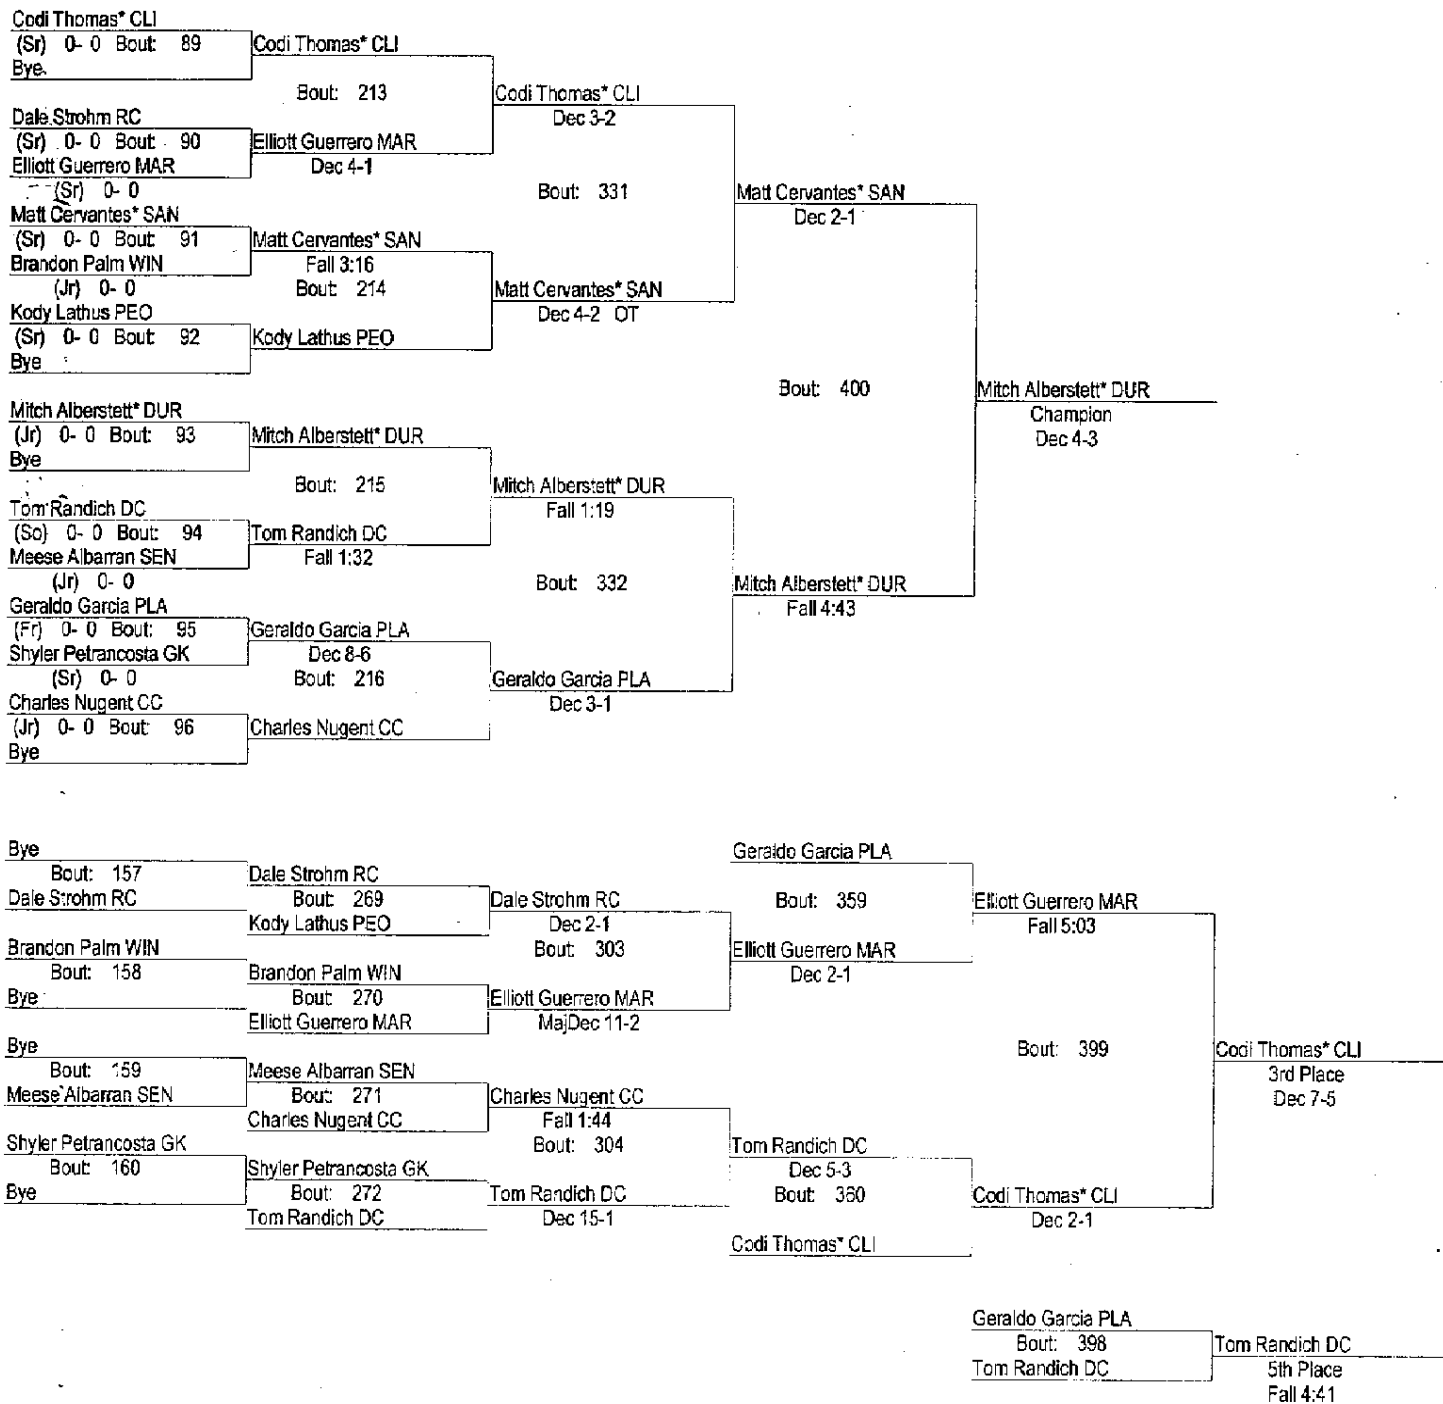 Codi Thomas* CLI
(Sr) 0- 0 Bout: 89
Bye
Codi Thomas* CLI
Bout: 213
Dale Strohm RC
(Sr) 0- 0 Bout: 90
Elliott Guerrero MAR
(Sr) 0- 0
Elliott Guerrero MAR
Dec 4-1
Codi Thomas* CLI
Dec 3-2
Bout: 331
Matt Cervantes* SAN
(Sr) 0- 0 Bout: 91
Brandon Palm WIN
(Jr) 0- 0
Matt Cervantes* SAN
Fall 3:16
Bout: 214
Kody Lathus PEO
(Sr) 0- 0 Bout: 92
Bye
Kody Lathus PEO
Matt Cervantes* SAN
Dec 4-2 OT
Matt Cervantes* SAN
Dec 2-1
Bout: 400
Mitch Alberstett* DUR
Champion
Dec 4-3
Mitch Alberstett* DUR
(Jr) 0- 0 Bout: 93
Bye
Mitch Alberstett* DUR
Bout: 215
Tom Randich DC
(So) 0- 0 Bout: 94
Meese Albarran SEN
(Jr) 0- 0
Tom Randich DC
Fall 1:32
Mitch Alberstett* DUR
Fall 1:19
Bout: 332
Mitch Alberstett* DUR
Fall 4:43
Geraldo Garcia PLA
(Fr) 0- 0 Bout: 95
Shyler Petrancosta GK
(Sr) 0- 0
Geraldo Garcia PLA
Dec 8-6
Bout: 216
Charles Nugent CC
(Jr) 0- 0 Bout: 96
Bye
Charles Nugent CC
Geraldo Garcia PLA
Dec 3-1
Bye
Bout: 157
Dale Strohm RC
Dale Strohm RC
Bout: 269
Kody Lathus PEO
Dale Strohm RC
Dec 2-1
Bout: 303
Brandon Palm WIN
Bout: 158
Bye
Brandon Palm WIN
Bout: 270
Elliott Guerrero MAR
Elliott Guerrero MAR
MajDec 11-2
Geraldo Garcia PLA
Bout: 359
Elliott Guerrero MAR
Dec 2-1
Elliott Guerrero MAR
Fall 5:03
Bout: 399
Codi Thomas* CLI
3rd Place
Dec 7-5
Bye
Bout: 159
Meese Albarran SEN
Meese Albarran SEN
Bout: 271
Charles Nugent CC
Charles Nugent CC
Fall 1:44
Bout: 304
Shyler Petrancosta GK
Bout: 160
Bye
Shyler Petrancosta GK
Bout: 272
Tom Randich DC
Tom Randich DC
Dec 15-1
Tom Randich DC
Dec 5-3
Bout: 360
Codi Thomas* CLI
Codi Thomas* CLI
Dec 2-1
Geraldo Garcia PLA
Bout: 398
Tom Randich DC
Tom Randich DC
5th Place
Fall 4:41